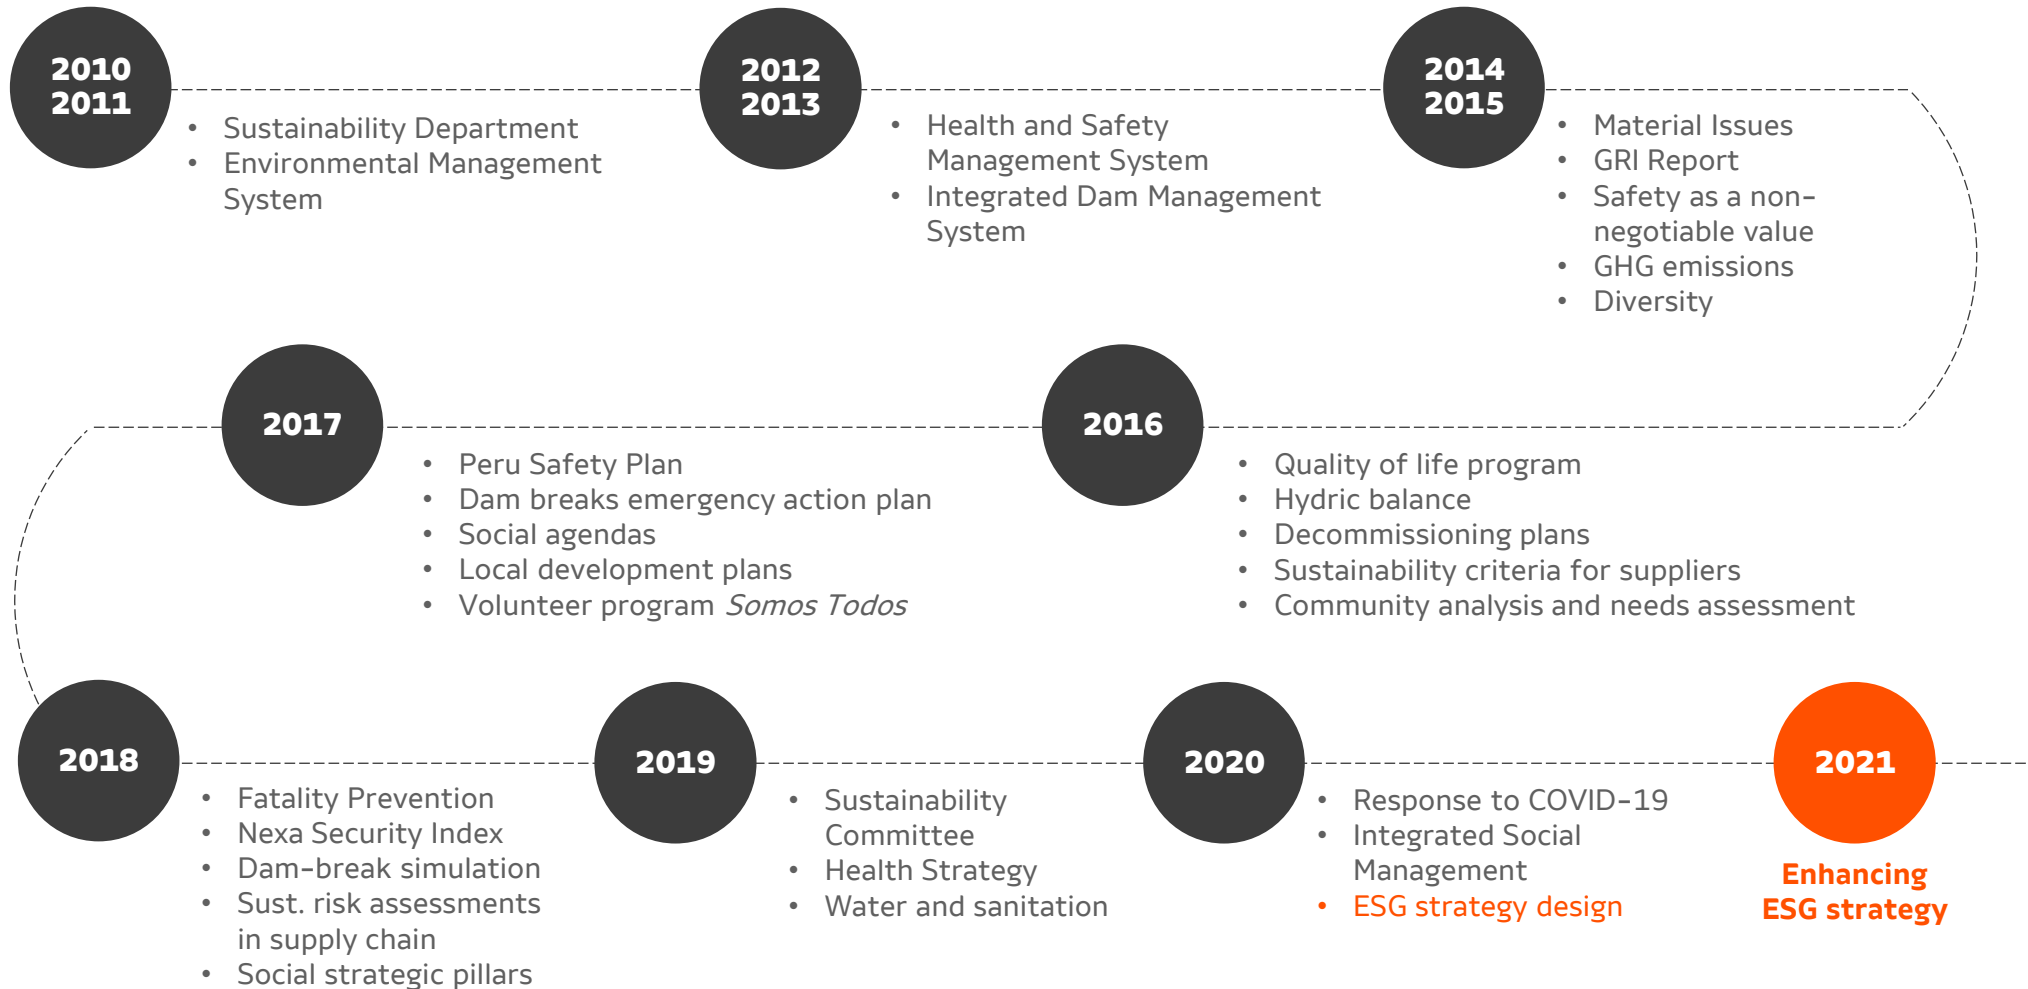 2010
2011
• Sustainability Department
• Environmental Management
System
2012
2013
• Health and Safety
Management System
• Integrated Dam Management
System
2014
2015
• Material Issues
• GRI Report
• Safety as a non-
negotiable value
• GHG emissions
• Diversity
2016
• Quality of life program
• Hydric balance
• Decommissioning plans
• Sustainability criteria for suppliers
• Community analysis and needs assessment
2017
• Peru Safety Plan
• Dam breaks emergency action plan
• Social agendas
• Local development plans
• Volunteer program Somos Todos
2018
• Fatality Prevention
• Nexa Security Index
• Dam-break simulation
• Sust. risk assessments
in supply chain
• Social strategic pillars
2019
• Sustainability
Committee
• Health Strategy
• Water and sanitation
2020
• Response to COVID-19
• Integrated Social
Management
• ESG strategy design
2021
Enhancing
ESG strategy